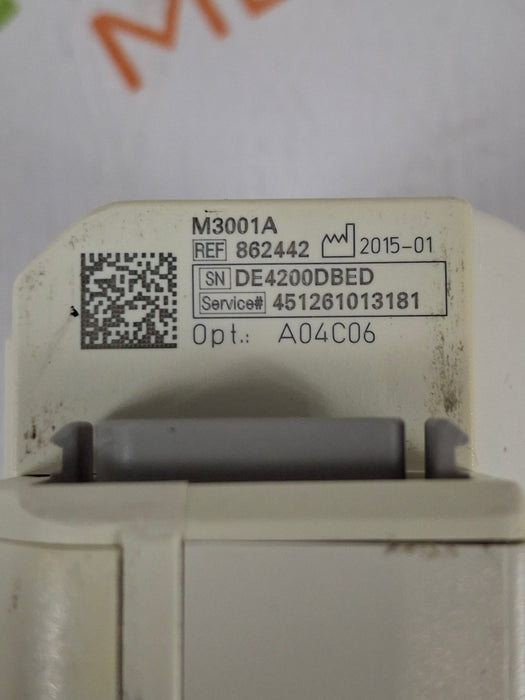 M3001A
REF 862442 2015-01
SN DE4200DBED
Service# 451261013181
Opt.: A04C06